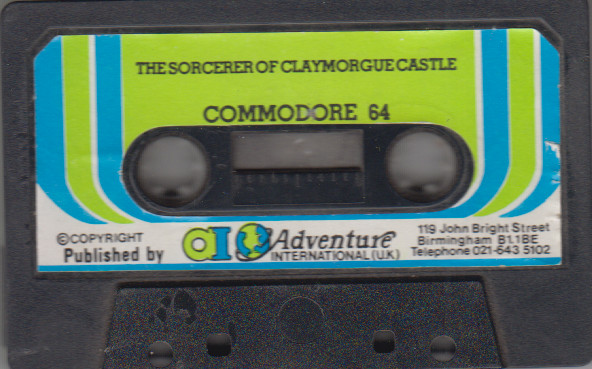 THE SORCERER OF CLAYMORGUE CASTLE
COMMODORE 64
©COPYRIGHT
Published by
AI Adventure
INTERNATIONAL (U.K)
119 John Bright Street
Birmingham B1.1BE
Telephone 021-643 5102